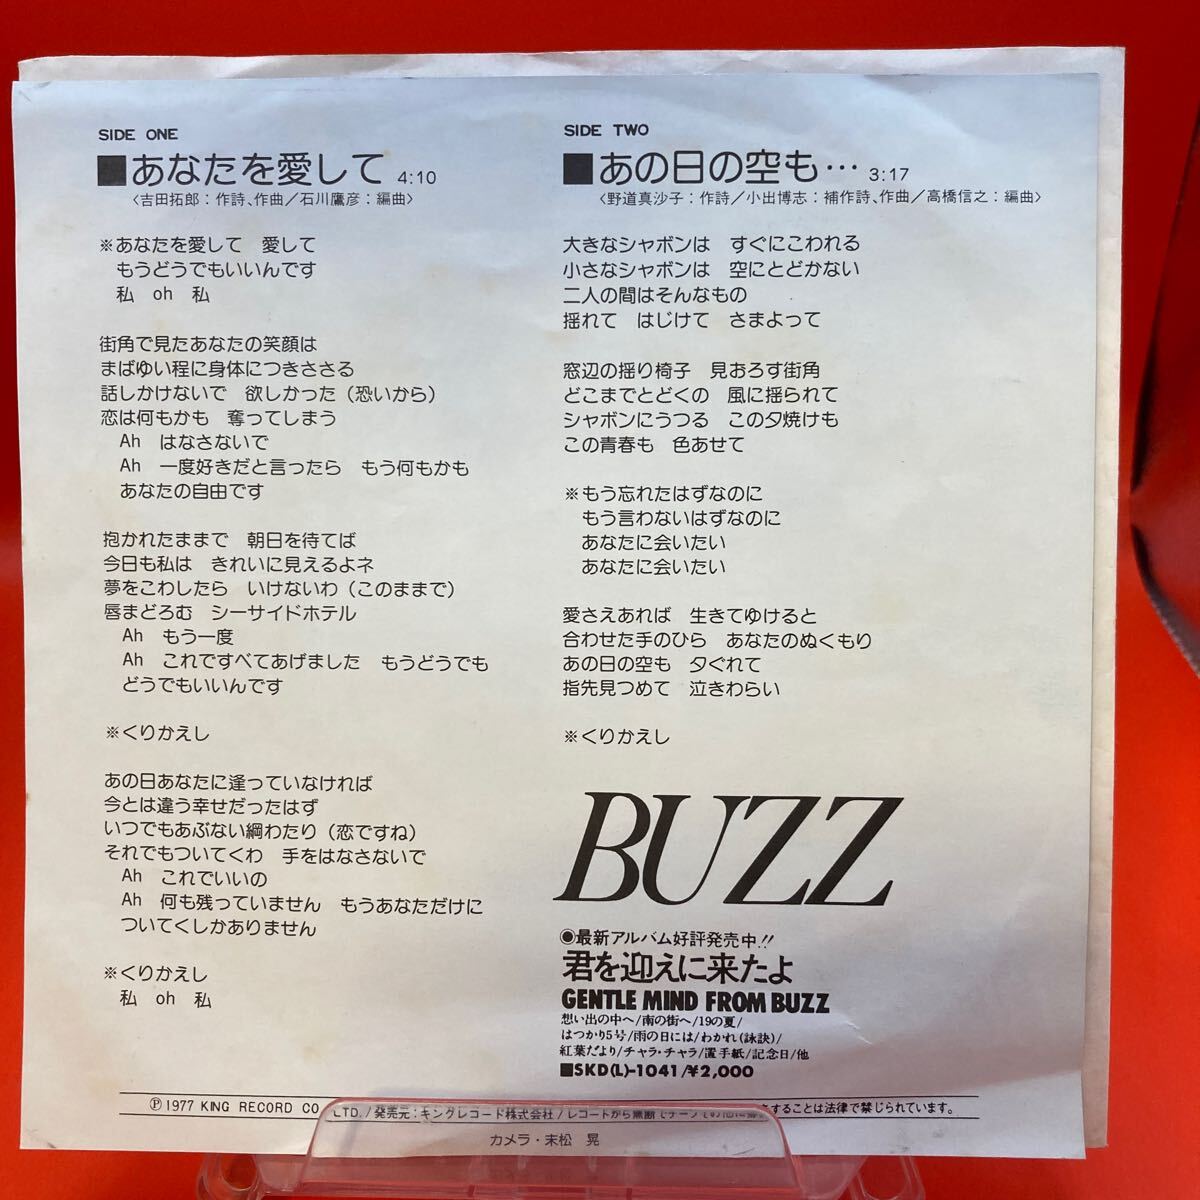 SIDE ONE
■あなたを愛して 4:10
〈吉田拓郎：作詩、作曲／石川鷹彦：編曲〉
※あなたを愛して　愛して
もうどうでもいいんです
私　oh　私
街角で見たあなたの笑顔は
まばゆい程に身体につきささる
話しかけないで　欲しかった（恐いから）
恋は何もかも　奪ってしまう
Ah　はなさないで
Ah　一度好きだと言ったら　もう何もかも
あなたの自由です
抱かれたままで　朝日を待てば
今日も私は　きれいに見えるよネ
夢をこわしたら　いけないわ（このままで）
唇まどろむ　シーサイドホテル
Ah　もう一度
Ah　これですべてあげました　もうどうでも
どうでもいいんです
※くりかえし
あの日あなたに逢っていなければ
今とは違う幸せだったはず
いつでもあぶない綱わたり（恋ですね）
それでもついてくわ　手をはなさないで
Ah　これでいいの
Ah　何も残っていません　もうあなただけに
ついてくしかありません
※くりかえし
私　oh　私
SIDE TWO
■あの日の空も… 3:17
〈野道真沙子：作詩／小出博志：補作詩、作曲／高橋信之：編曲〉
大きなシャボンは　すぐにこわれる
小さなシャボンは　空にとどかない
二人の間はそんなもの
揺れて　はじけて　さまよって
窓辺の揺り椅子　見おろす街角
どこまでとどくの　風に揺られて
シャボンにうつる　この夕焼けも
この青春も　色あせて
※もう忘れたはずなのに
もう言わないはずなのに
あなたに会いたい
あなたに会いたい
愛さえあれば　生きてゆけると
合わせた手のひら　あなたのぬくもり
あの日の空も　夕ぐれて
指先見つめて　泣きわらい
※くりかえし
BUZZ
◉最新アルバム好評発売中!!
君を迎えに来たよ
GENTLE MIND FROM BUZZ
想い出の中へ/南の街へ/19の夏/
はつかり5号/雨の日には/わかれ(詠訣)/
紅葉だより/チャラ・チャラ/置手紙/記念日/他
■SKD(L)-1041/¥2,000
Ⓟ1977 KING RECORD CO., LTD./発売元：キングレコード株式会社/レコードから無断でテープその他に することは法律で禁じられています。
カメラ・末松　晃